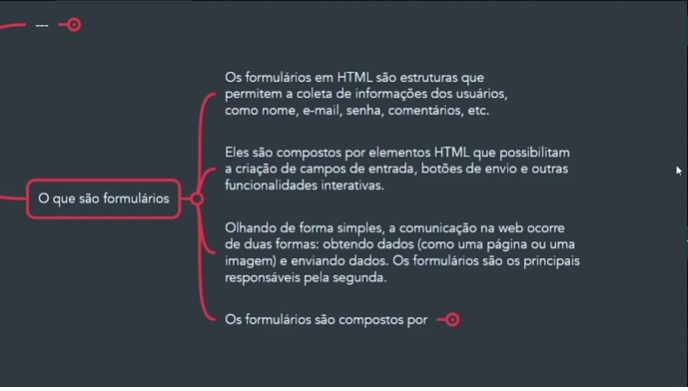 ---
Os formulários em HTML são estruturas que
permitem a coleta de informações dos usuários,
como nome, e-mail, senha, comentários, etc.
Eles são compostos por elementos HTML que possibilitam
a criação de campos de entrada, botões de envio e outras
funcionalidades interativas.
O que são formulários
Olhando de forma simples, a comunicação na web ocorre
de duas formas: obtendo dados (como uma página ou uma
imagem) e enviando dados. Os formulários são os principais
responsáveis pela segunda.
Os formulários são compostos por